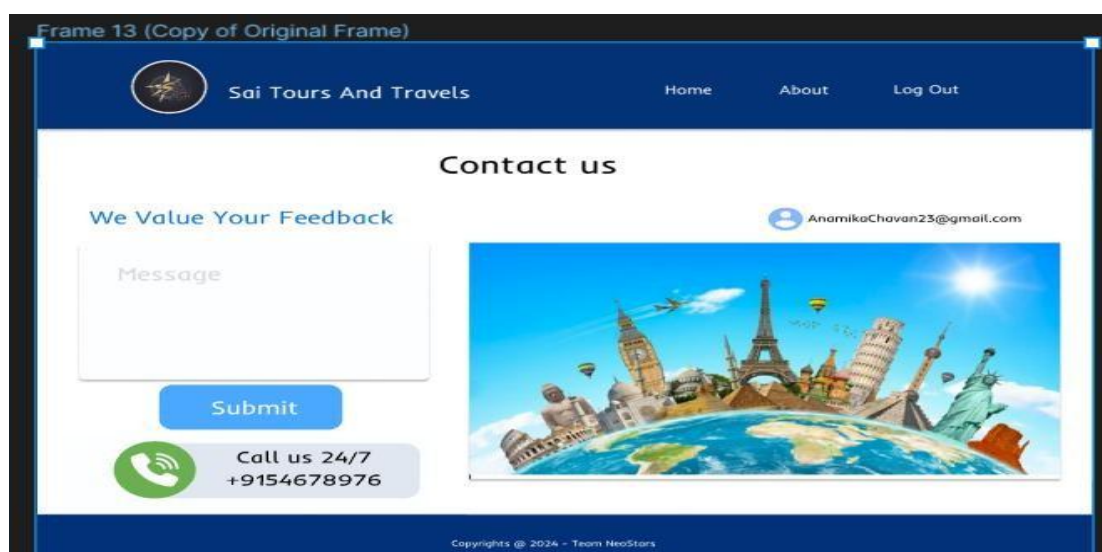 Frame 13 (Copy of Original Frame)
Sai Tours And Travels Home About Log Out
Contact us
We Value Your Feedback
AnamikaChavan23@gmail.com
Message
Submit
Call us 24/7
+9154678976
Copyrights @ 2024 - Team NeoStars